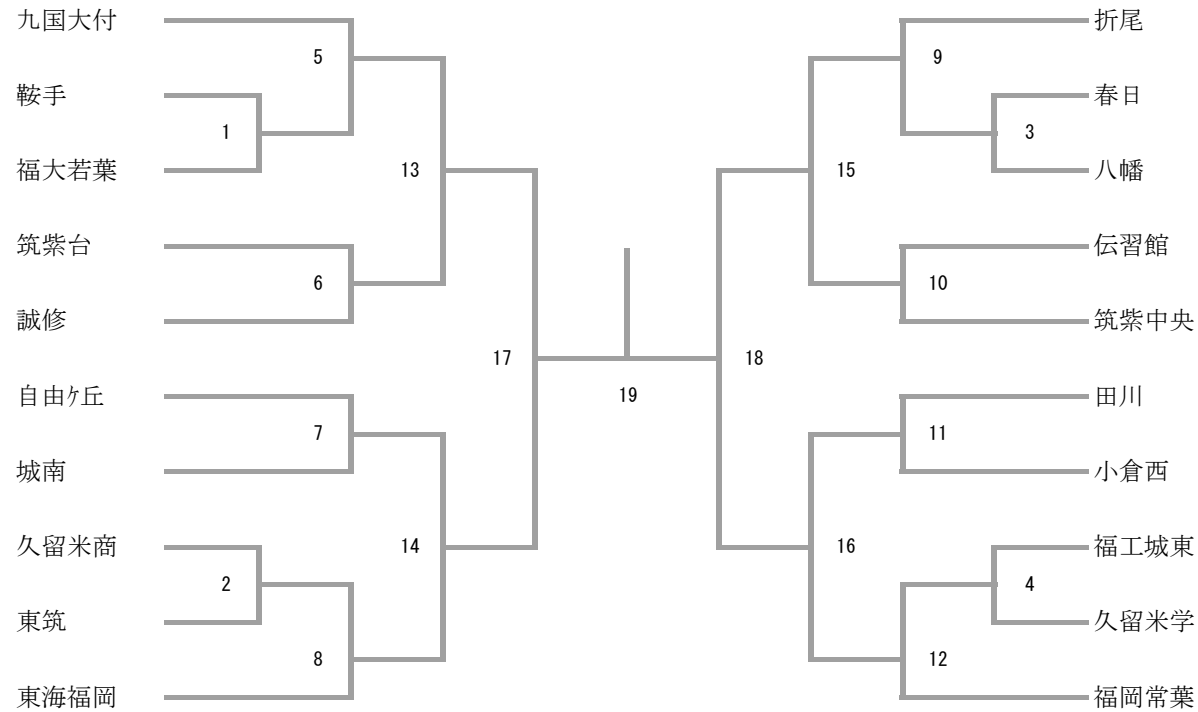 九国大付
折尾
5
9
鞍手
春日
1
3
福大若葉
八幡
13
15
筑紫台
伝習館
6
10
誠修
筑紫中央
17
18
自由ｹ丘
田川
19
7
11
城南
小倉西
久留米商
福工城東
14
16
2
4
東筑
久留米学
8
12
東海福岡
福岡常葉